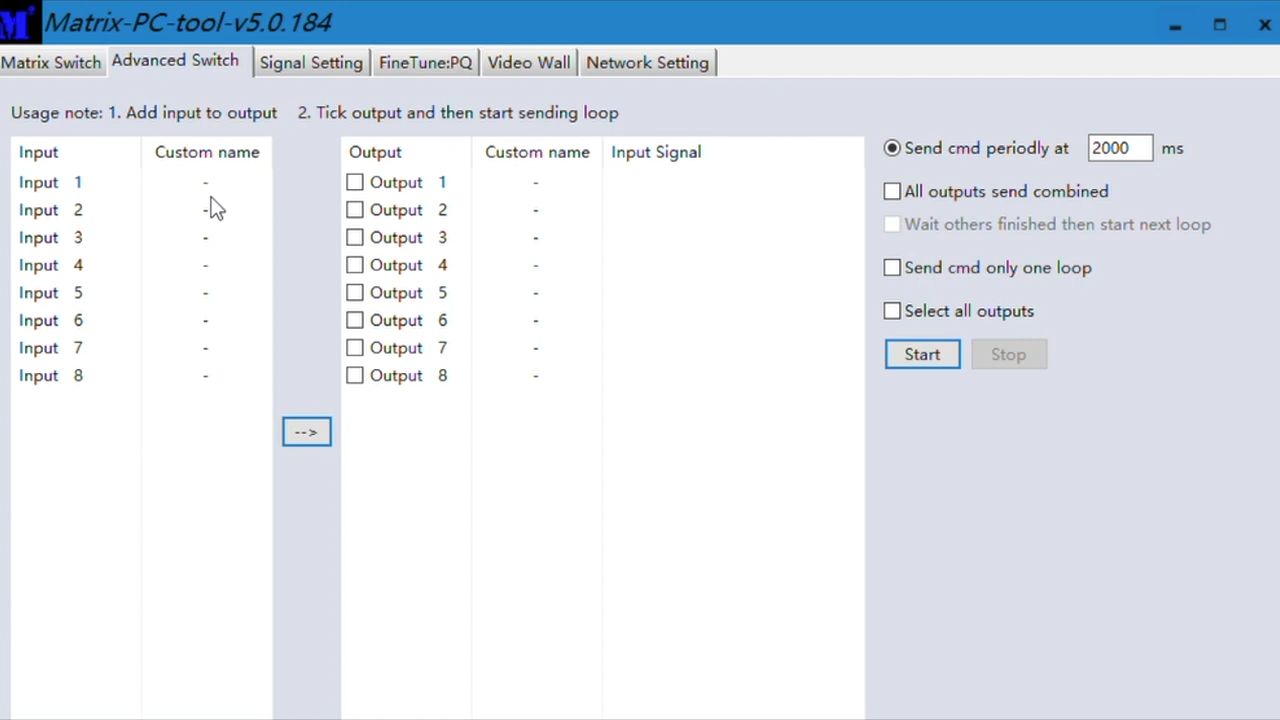 M Matrix-PC-tool-v5.0.184
Matrix Switch Advanced Switch Signal Setting FineTune:PQ Video Wall Network Setting
Usage note: 1. Add input to output 2. Tick output and then start sending loop
Input Custom name Output Custom name Input Signal
Input 1 - Output 1 -
Input 2 - Output 2 -
Input 3 - Output 3 -
Input 4 - Output 4 -
Input 5 - Output 5 -
Input 6 - Output 6 -
Input 7 - Output 7 -
Input 8 - Output 8 -
-->
Send cmd periodly at 2000 ms
All outputs send combined
Wait others finished then start next loop
Send cmd only one loop
Select all outputs
Start Stop